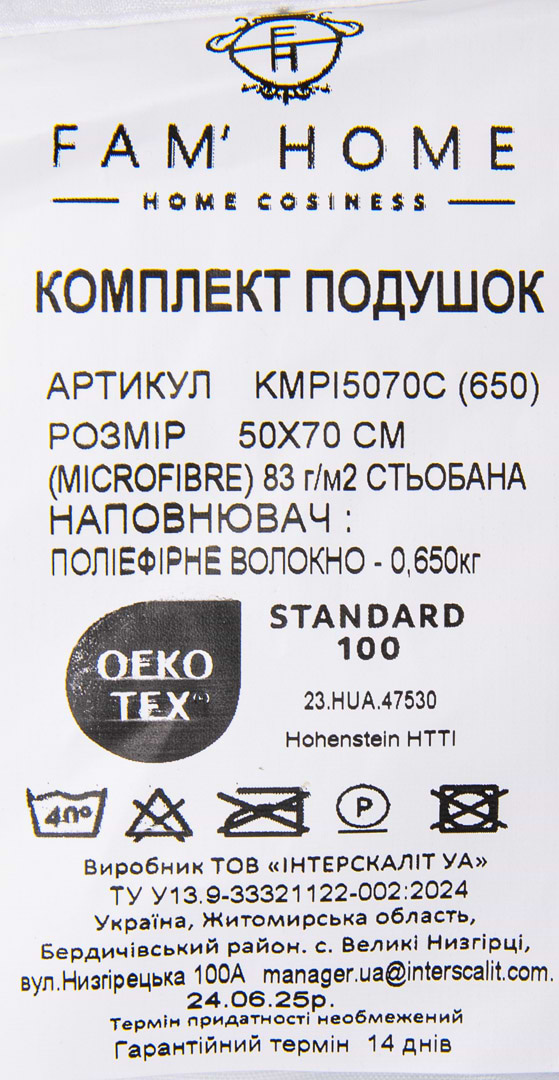 FH
FAM' HOME
HOME COSINESS
КОМПЛЕКТ ПОДУШОК
АРТИКУЛ KMPI5070C (650)
РОЗМІР 50Х70 СМ
(MICROFIBRE) 83 г/м2 СТЬОБАНА
НАПОВНЮВАЧ :
ПОЛІЕФІРНЕ ВОЛОКНО - 0,650кг
OEKO
TEX
STANDARD
100
23.HUA.47530
Hohenstein HTTI
40°
P
Виробник ТОВ «ІНТЕРСКАЛІТ УА»
ТУ У13.9-33321122-002:2024
Україна, Житомирська область,
Бердичівський район. с. Великі Низгірці,
вул.Низгірецька 100А manager.ua@interscalit.com.
24.06.25р.
Термін придатності необмежений
Гарантійний термін 14 днів